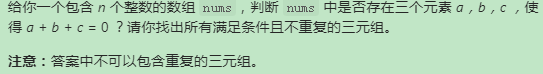 给你一个包含 n 个整数的数组 nums，判断 nums 中是否存在三个元素 a，b，c ，使
得 a + b + c = 0 ？请你找出所有满足条件且不重复的三元组。
注意：答案中不可以包含重复的三元组。